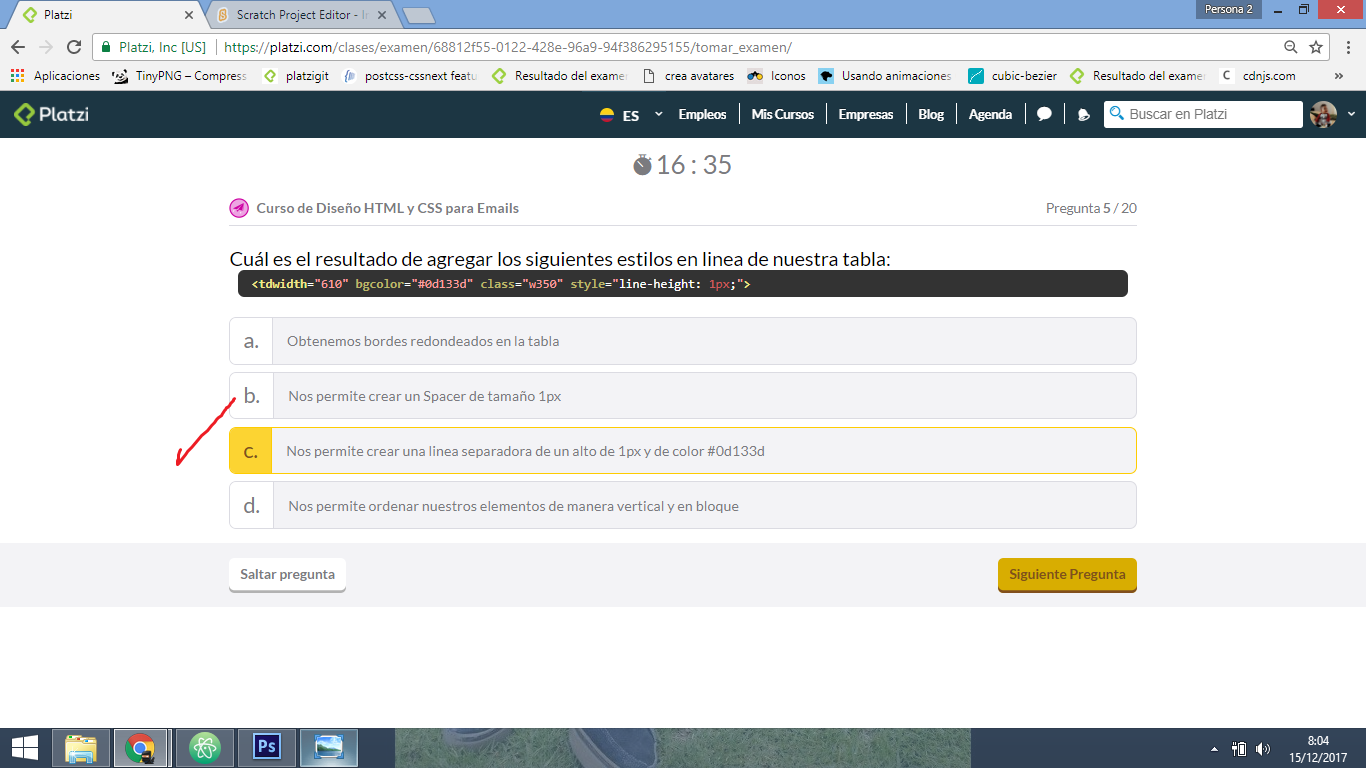 Platzi
Scratch Project Editor - I
Persona 2
Platzi, Inc [US]
https://platzi.com/clases/examen/68812f55-0122-428e-96a9-94f386295155/tomar_examen/
Aplicaciones
TinyPNG – Compress
platzigit
postcss-cssnext featu
Resultado del exame
crea avatares
Iconos
Usando animaciones
cubic-bezier
Resultado del exame
C cdnjs.com
»
Platzi
ES
Empleos
Mis Cursos
Empresas
Blog
Agenda
Buscar en Platzi
16 : 35
Curso de Diseño HTML y CSS para Emails
Pregunta 5 / 20
Cuál es el resultado de agregar los siguientes estilos en linea de nuestra tabla:
<tdwidth="610" bgcolor="#0d133d" class="w350" style="line-height: 1px;">
a. Obtenemos bordes redondeados en la tabla
b. Nos permite crear un Spacer de tamaño 1px
c. Nos permite crear una linea separadora de un alto de 1px y de color #0d133d
d. Nos permite ordenar nuestros elementos de manera vertical y en bloque
Saltar pregunta
Siguiente Pregunta
Ps
8:04
15/12/2017